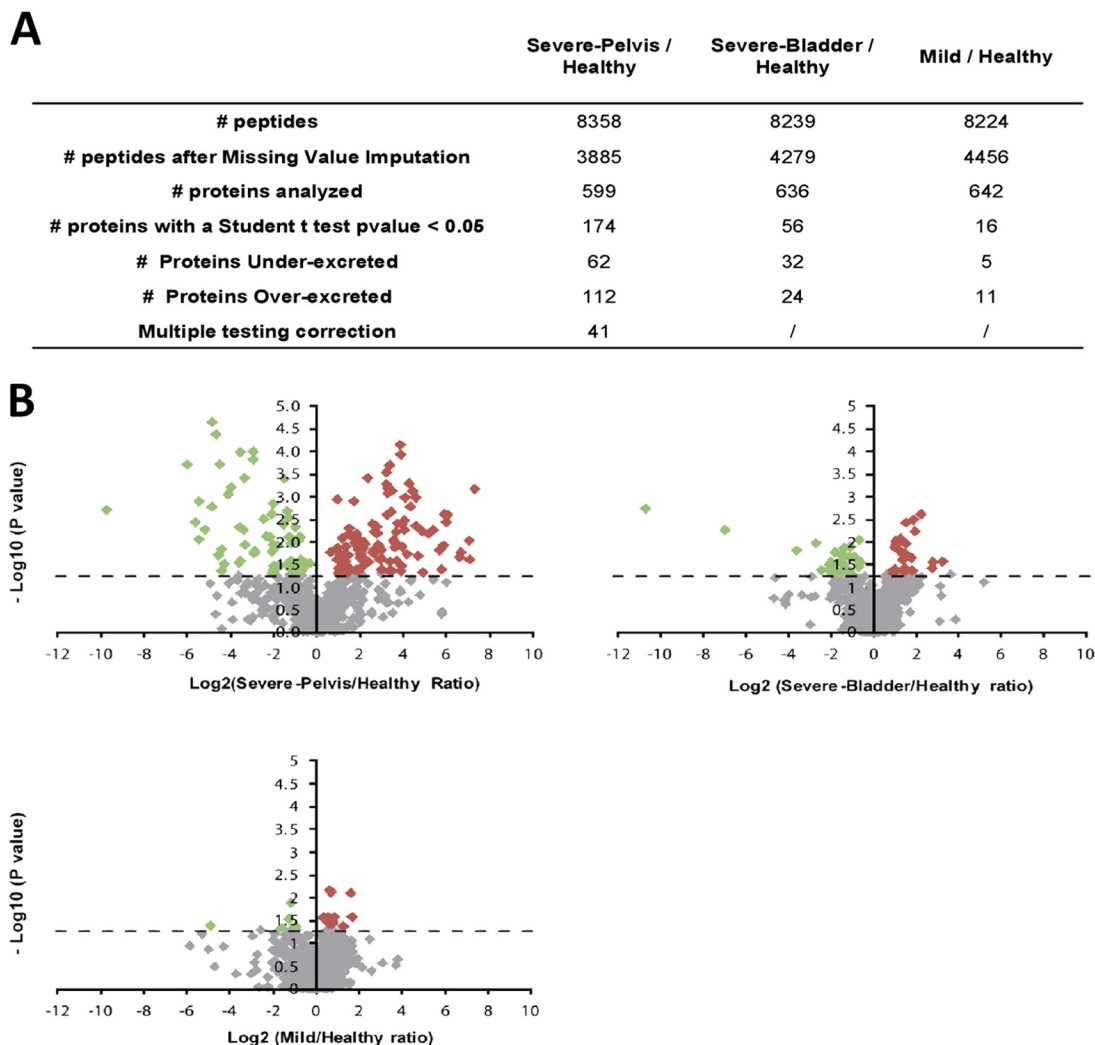 A
Severe-Pelvis / Healthy
Severe-Bladder / Healthy
Mild / Healthy
# peptides 8358 8239 8224
# peptides after Missing Value Imputation 3885 4279 4456
# proteins analyzed 599 636 642
# proteins with a Student t test pvalue < 0.05 174 56 16
# Proteins Under-excreted 62 32 5
# Proteins Over-excreted 112 24 11
Multiple testing correction 41 / /
B
- Log10 (P value)
5.0
4.5
4.0
3.5
3.0
2.5
2.0
1.5
1.0
0.5
0.0
-12 -10 -8 -6 -4 -2 0 2 4 6 8 10
Log2(Severe-Pelvis/Healthy Ratio)
5
4.5
4
3.5
3
2.5
2
1.5
1
0.5
0
-12 -10 -8 -6 -4 -2 0 2 4 6 8 10
Log2 (Severe-Bladder/Healthy ratio)
- Log10 (P value)
5
4.5
4
3.5
3
2.5
2
1.5
1
0.5
0
-12 -10 -8 -6 -4 -2 0 2 4 6 8 10
Log2 (Mild/Healthy ratio)